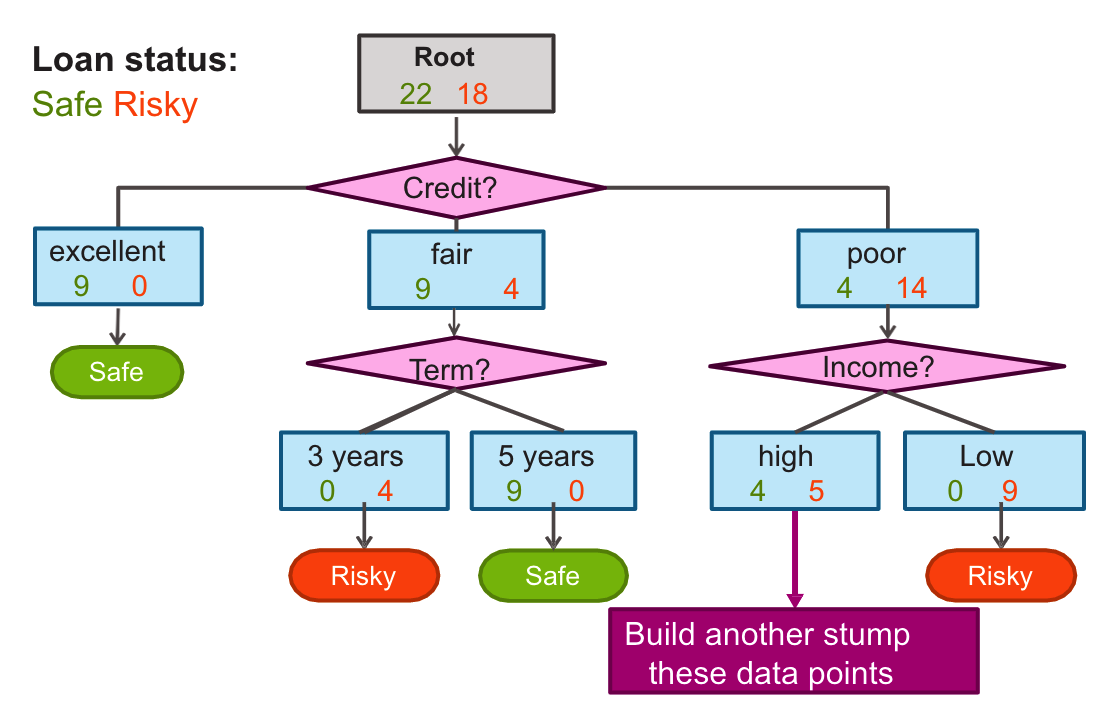 Loan status:
Safe Risky
Root
22 18
Credit?
excellent
9 0
fair
9 4
poor
4 14
Safe
Term?
Income?
3 years
0 4
5 years
9 0
high
4 5
Low
0 9
Risky
Safe
Risky
Build another stump
these data points